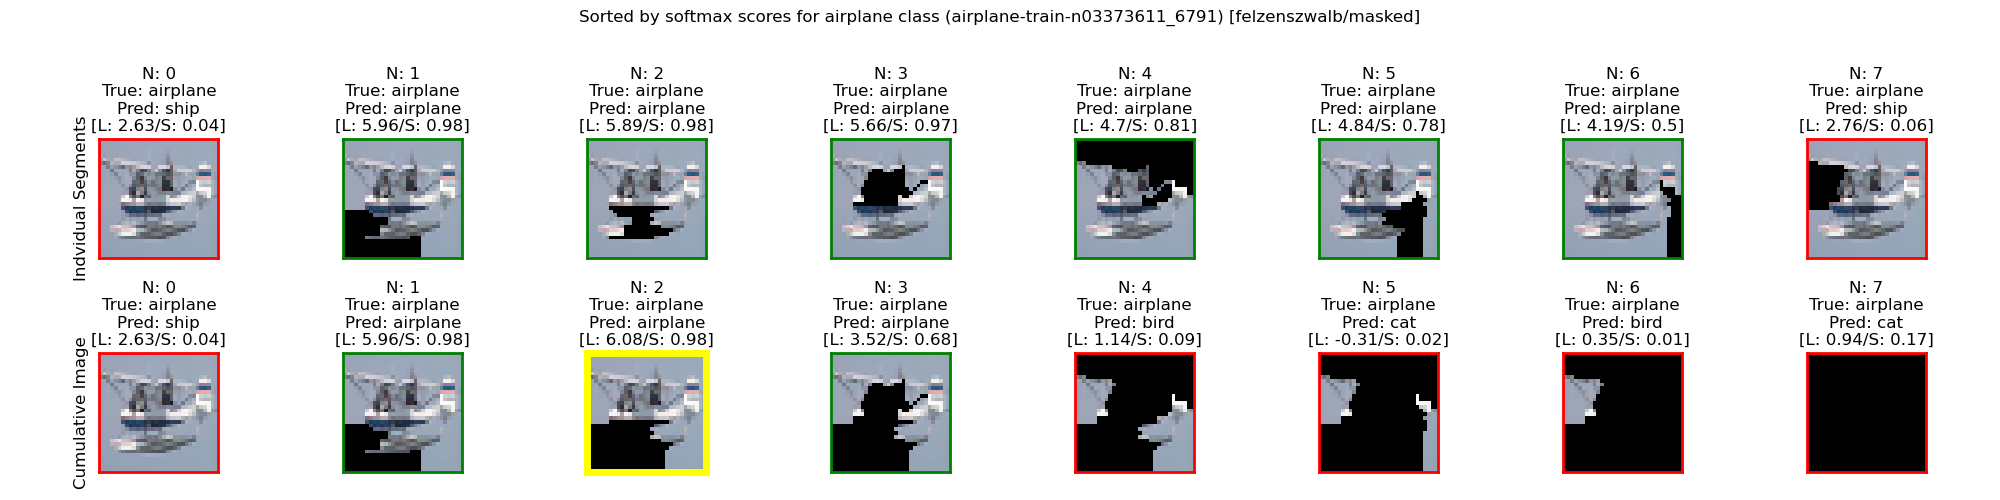 Sorted by softmax scores for airplane class (airplane-train-n03373611_6791) [felzenszwalb/masked]
Indvidual Segments
N: 0
True: airplane
Pred: ship
[L: 2.63/S: 0.04]
N: 1
True: airplane
Pred: airplane
[L: 5.96/S: 0.98]
N: 2
True: airplane
Pred: airplane
[L: 5.89/S: 0.98]
N: 3
True: airplane
Pred: airplane
[L: 5.66/S: 0.97]
N: 4
True: airplane
Pred: airplane
[L: 4.7/S: 0.81]
N: 5
True: airplane
Pred: airplane
[L: 4.84/S: 0.78]
N: 6
True: airplane
Pred: airplane
[L: 4.19/S: 0.5]
N: 7
True: airplane
Pred: ship
[L: 2.76/S: 0.06]
Cumulative Image
N: 0
True: airplane
Pred: ship
[L: 2.63/S: 0.04]
N: 1
True: airplane
Pred: airplane
[L: 5.96/S: 0.98]
N: 2
True: airplane
Pred: airplane
[L: 6.08/S: 0.98]
N: 3
True: airplane
Pred: airplane
[L: 3.52/S: 0.68]
N: 4
True: airplane
Pred: bird
[L: 1.14/S: 0.09]
N: 5
True: airplane
Pred: cat
[L: -0.31/S: 0.02]
N: 6
True: airplane
Pred: bird
[L: 0.35/S: 0.01]
N: 7
True: airplane
Pred: cat
[L: 0.94/S: 0.17]